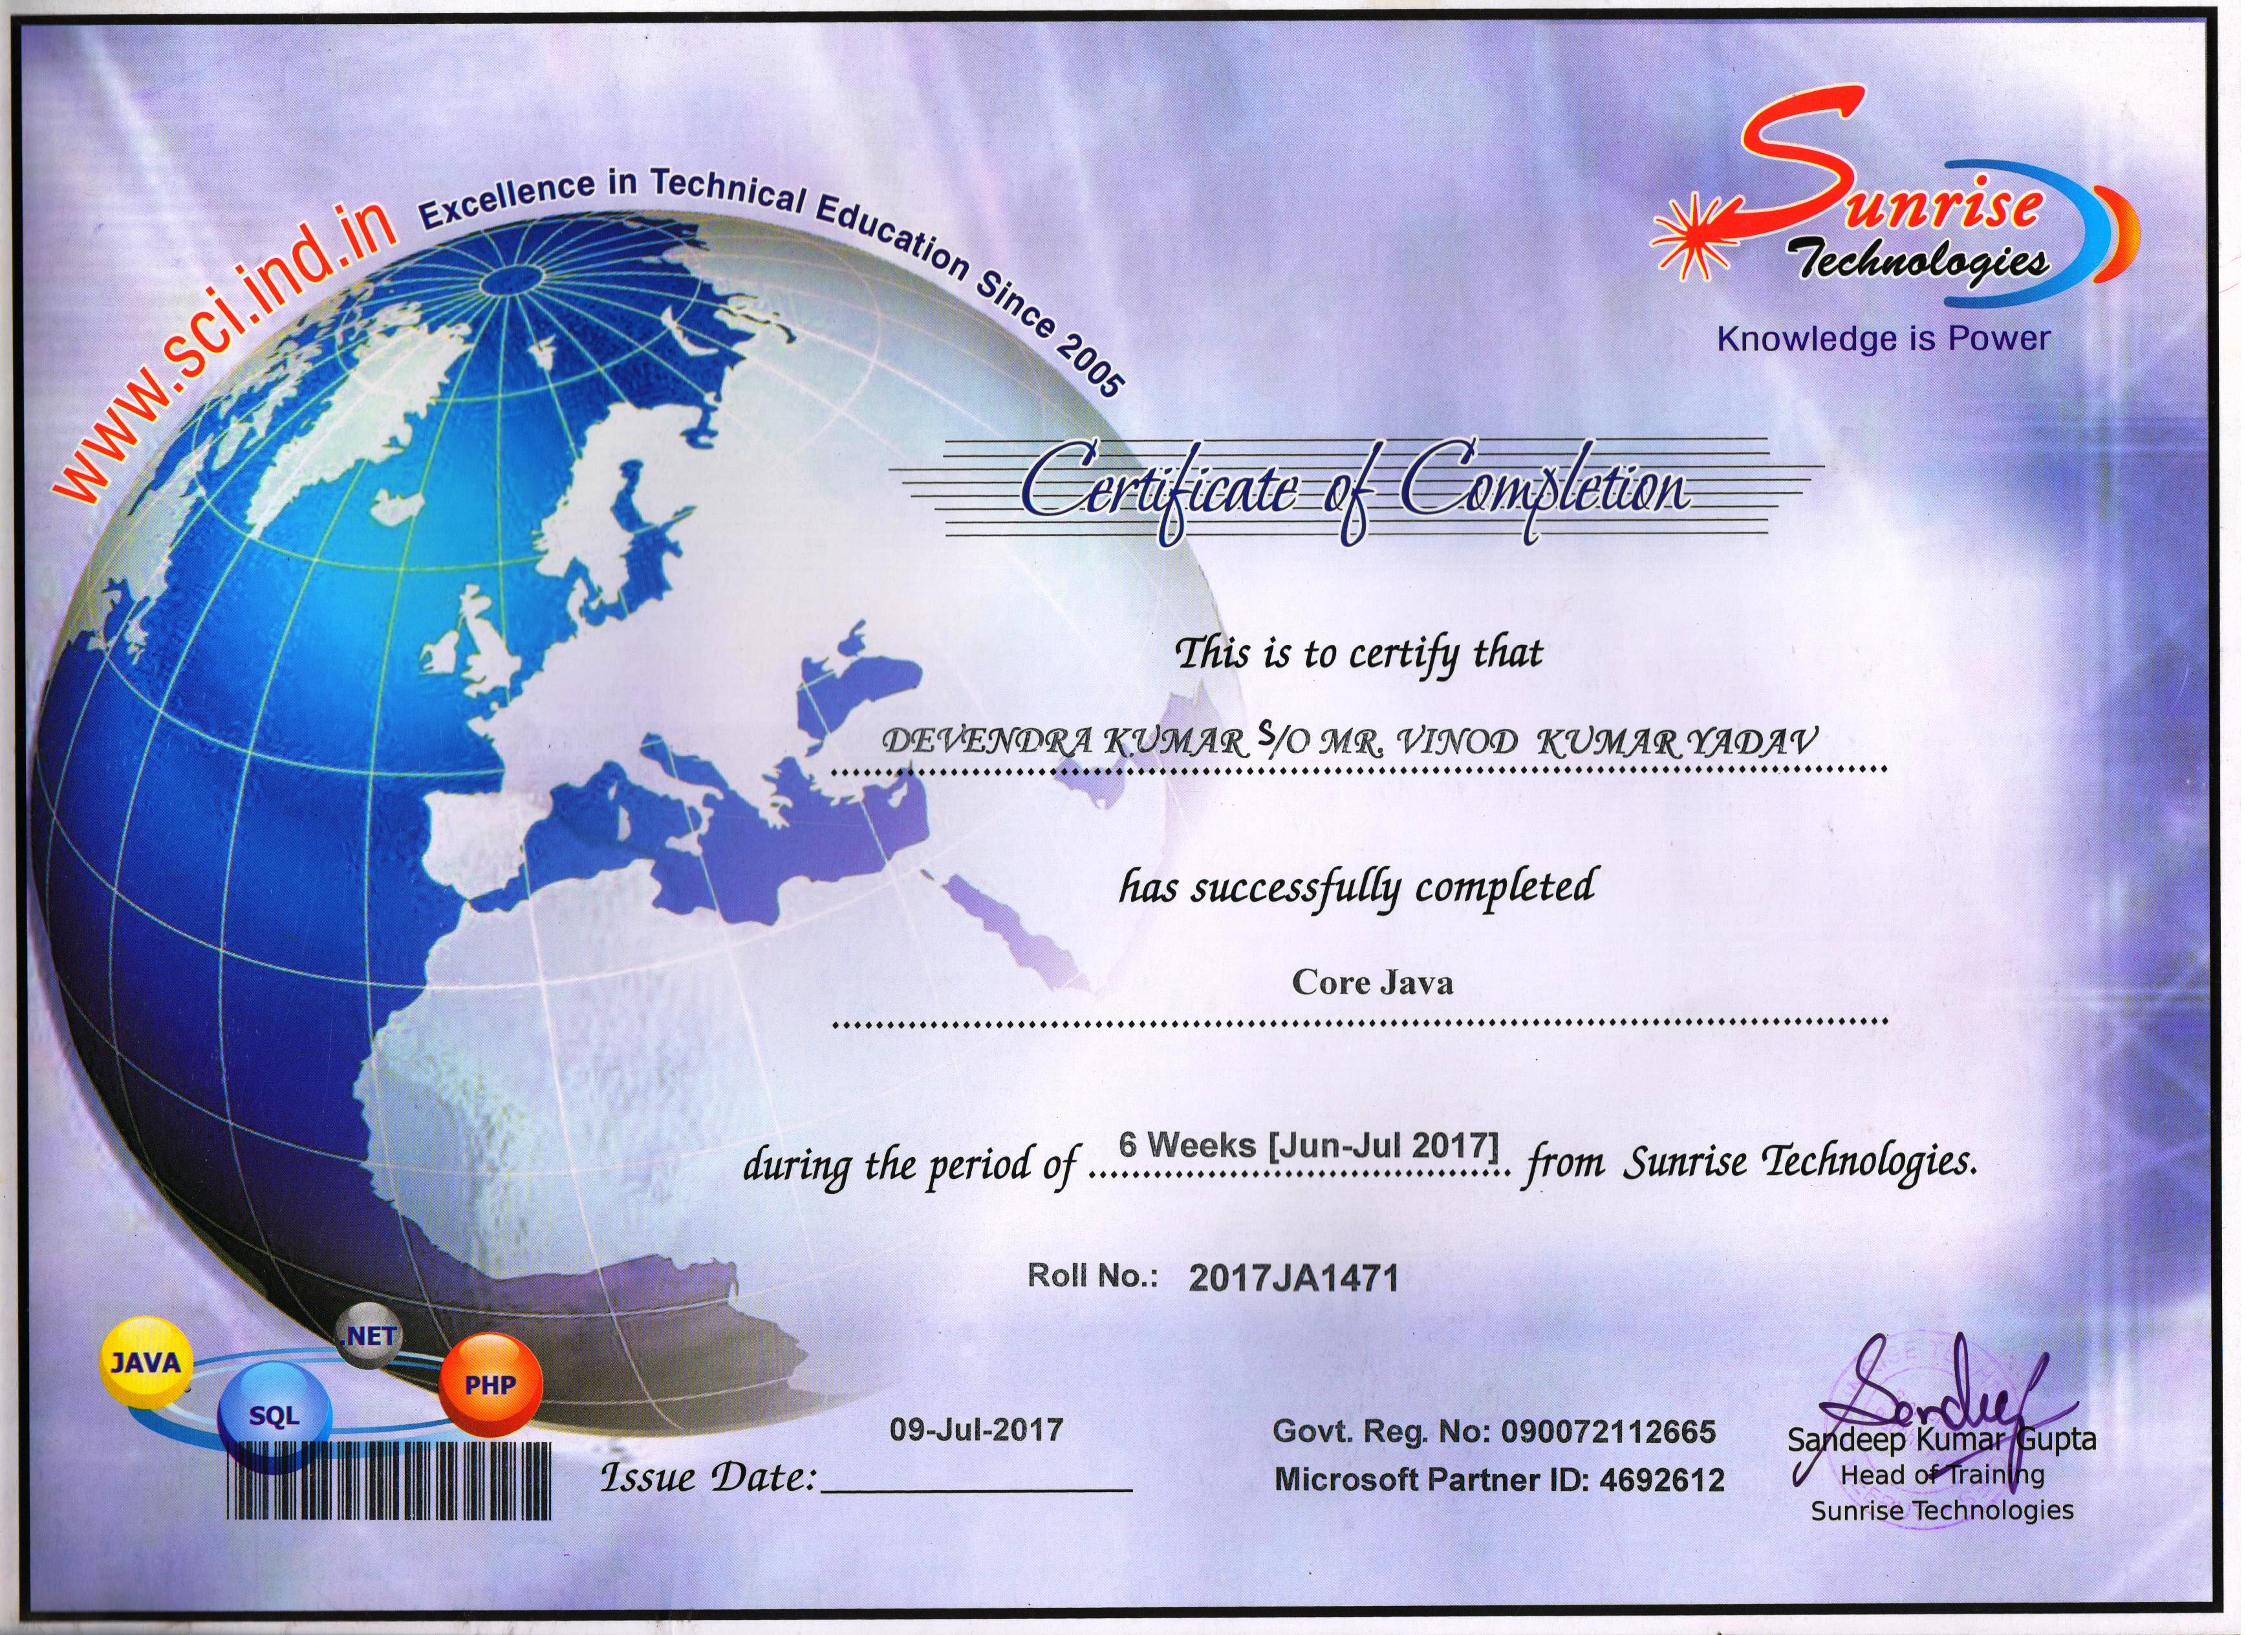 www.sci.ind.in Excellence in Technical Education Since 2005
Sunrise
Technologies
Knowledge is Power
Certificate of Completion
This is to certify that
DEVENDRA KUMAR S/O MR. VINOD KUMAR YADAV
has successfully completed
Core Java
during the period of 6 Weeks [Jun-Jul 2017] from Sunrise Technologies.
Roll No.: 2017JA1471
JAVA
SQL
.NET
PHP
Issue Date: 09-Jul-2017
Govt. Reg. No: 090072112665
Microsoft Partner ID: 4692612
Sandeep
Sandeep Kumar Gupta
Head of Training
Sunrise Technologies